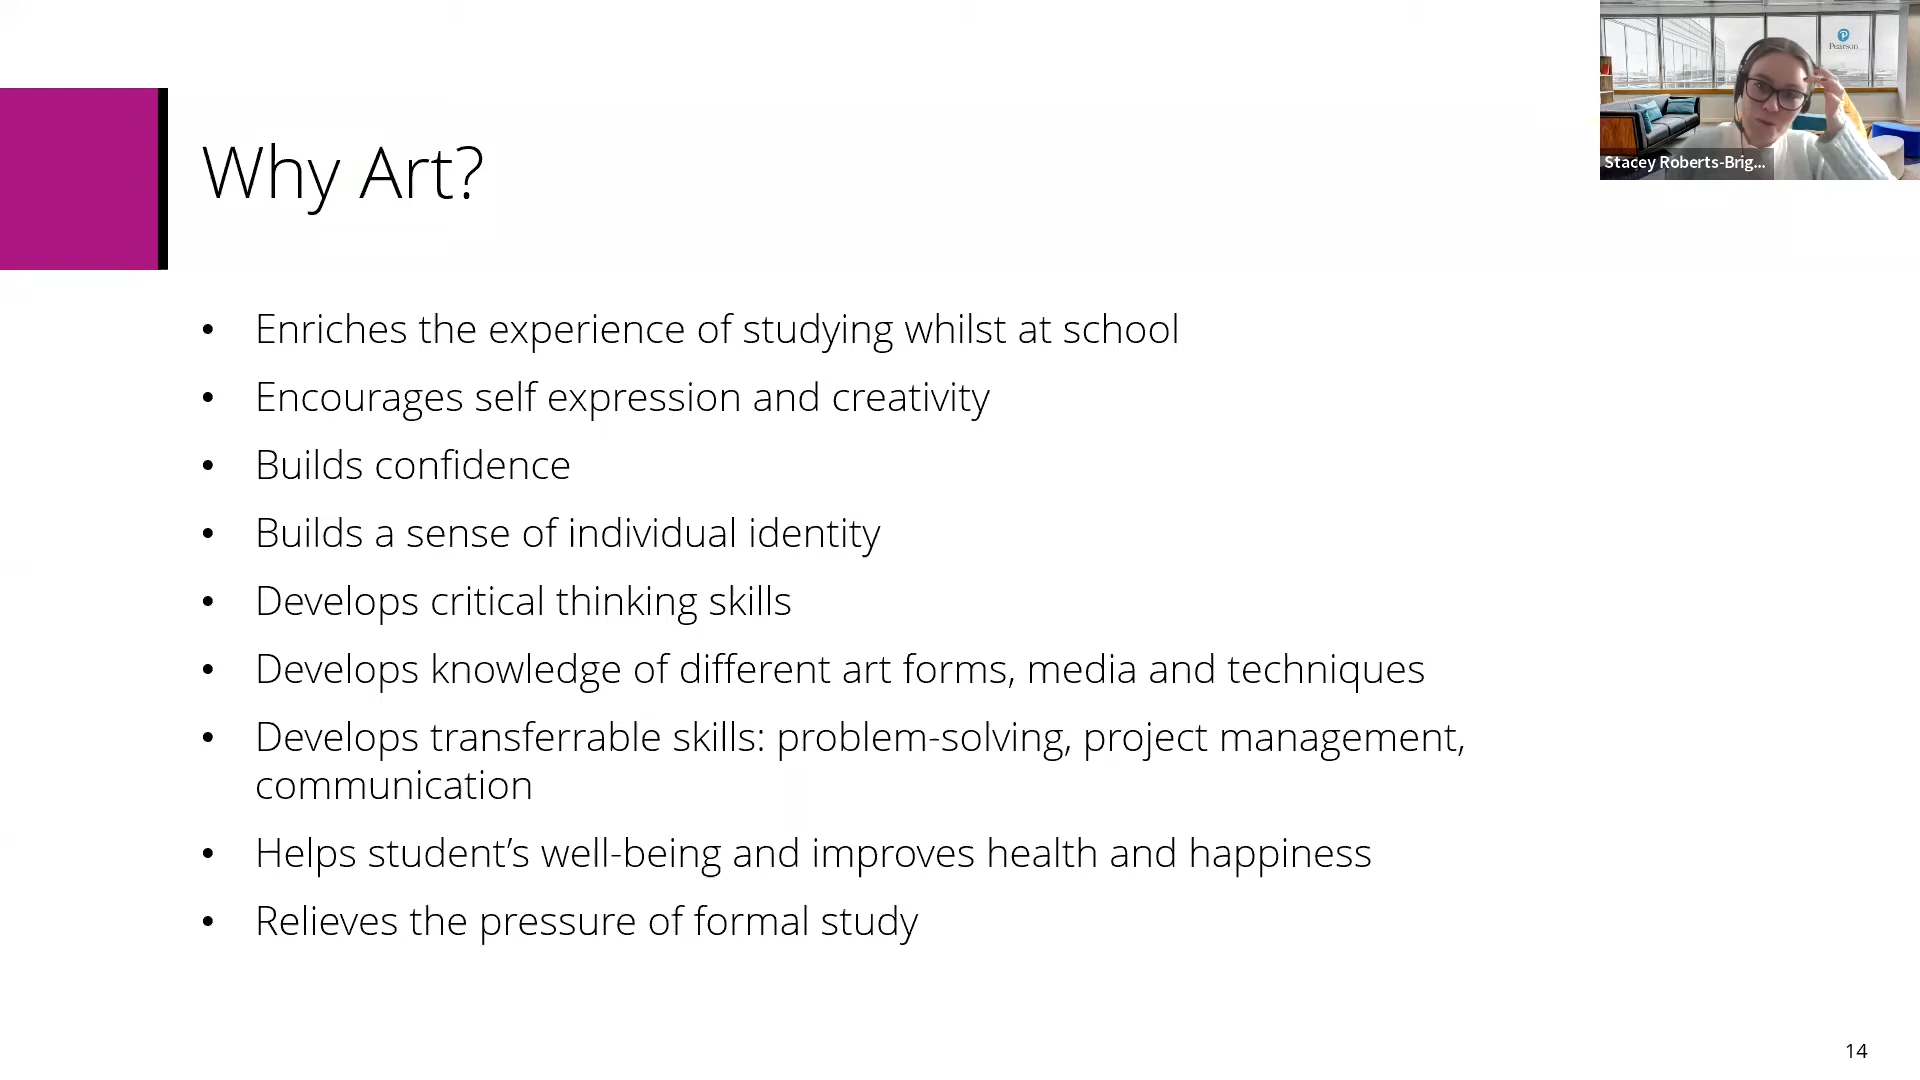 Pearson
Stacey Roberts-Brig...
Why Art?
• Enriches the experience of studying whilst at school
• Encourages self expression and creativity
• Builds confidence
• Builds a sense of individual identity
• Develops critical thinking skills
• Develops knowledge of different art forms, media and techniques
• Develops transferrable skills: problem-solving, project management,
communication
• Helps student’s well-being and improves health and happiness
• Relieves the pressure of formal study
14